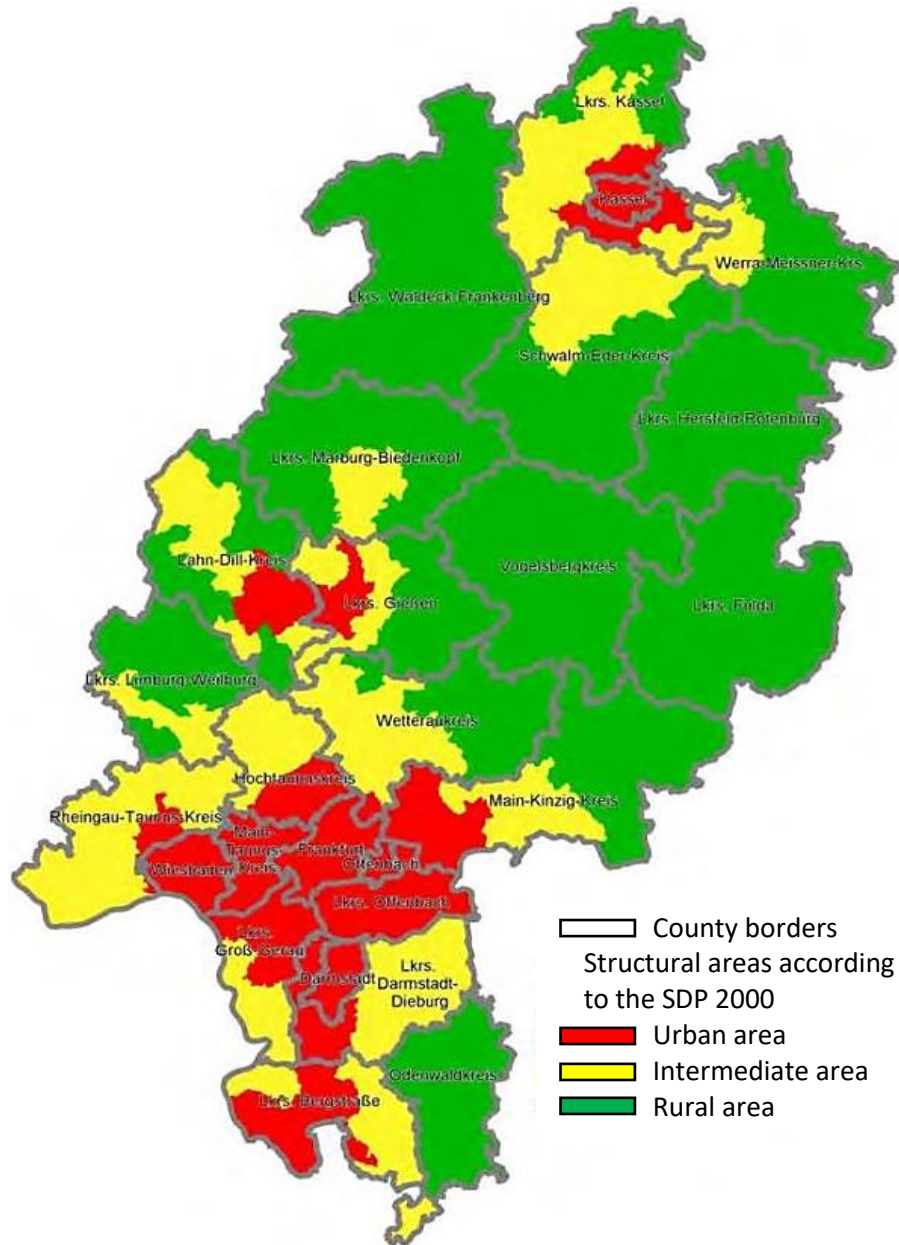 Lkrs. Kassel
Kassel
Werra-Meissner-Krs.
Lkrs. Waldeck-Frankenberg
Schwalm-Eder-Kreis
Lkrs. Hersfeld-Rotenburg
Lkrs. Marburg-Biedenkopf
Lahn-Dill-Kreis
Vogelsbergkreis
Lkrs. Gießen
Lkrs. Fulda
Lkrs. Limburg-Weilburg
Wetteraukreis
Hochtaunuskreis
Main-Kinzig-Kreis
Rheingau-Taunus-Kreis
Main-
Taunus-
Kreis
Frankfurt
Offenbach
Wiesbaden
Lkrs. Offenbach
Lkrs.
Groß-Gerau
Darmstadt
Lkrs.
Darmstadt-
Dieburg
Odenwaldkreis
Lkrs. Bergstraße
County borders
Structural areas according
to the SDP 2000
Urban area
Intermediate area
Rural area